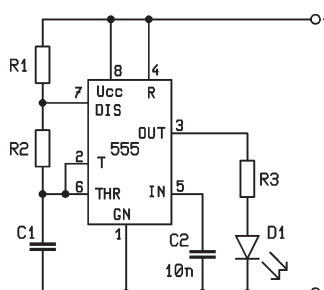 8 4
R1 7 Ucc R
DIS
OUT 3
R2 2 T 555
6 THR IN 5 R3
GN
C1 1 C2 D1
10n